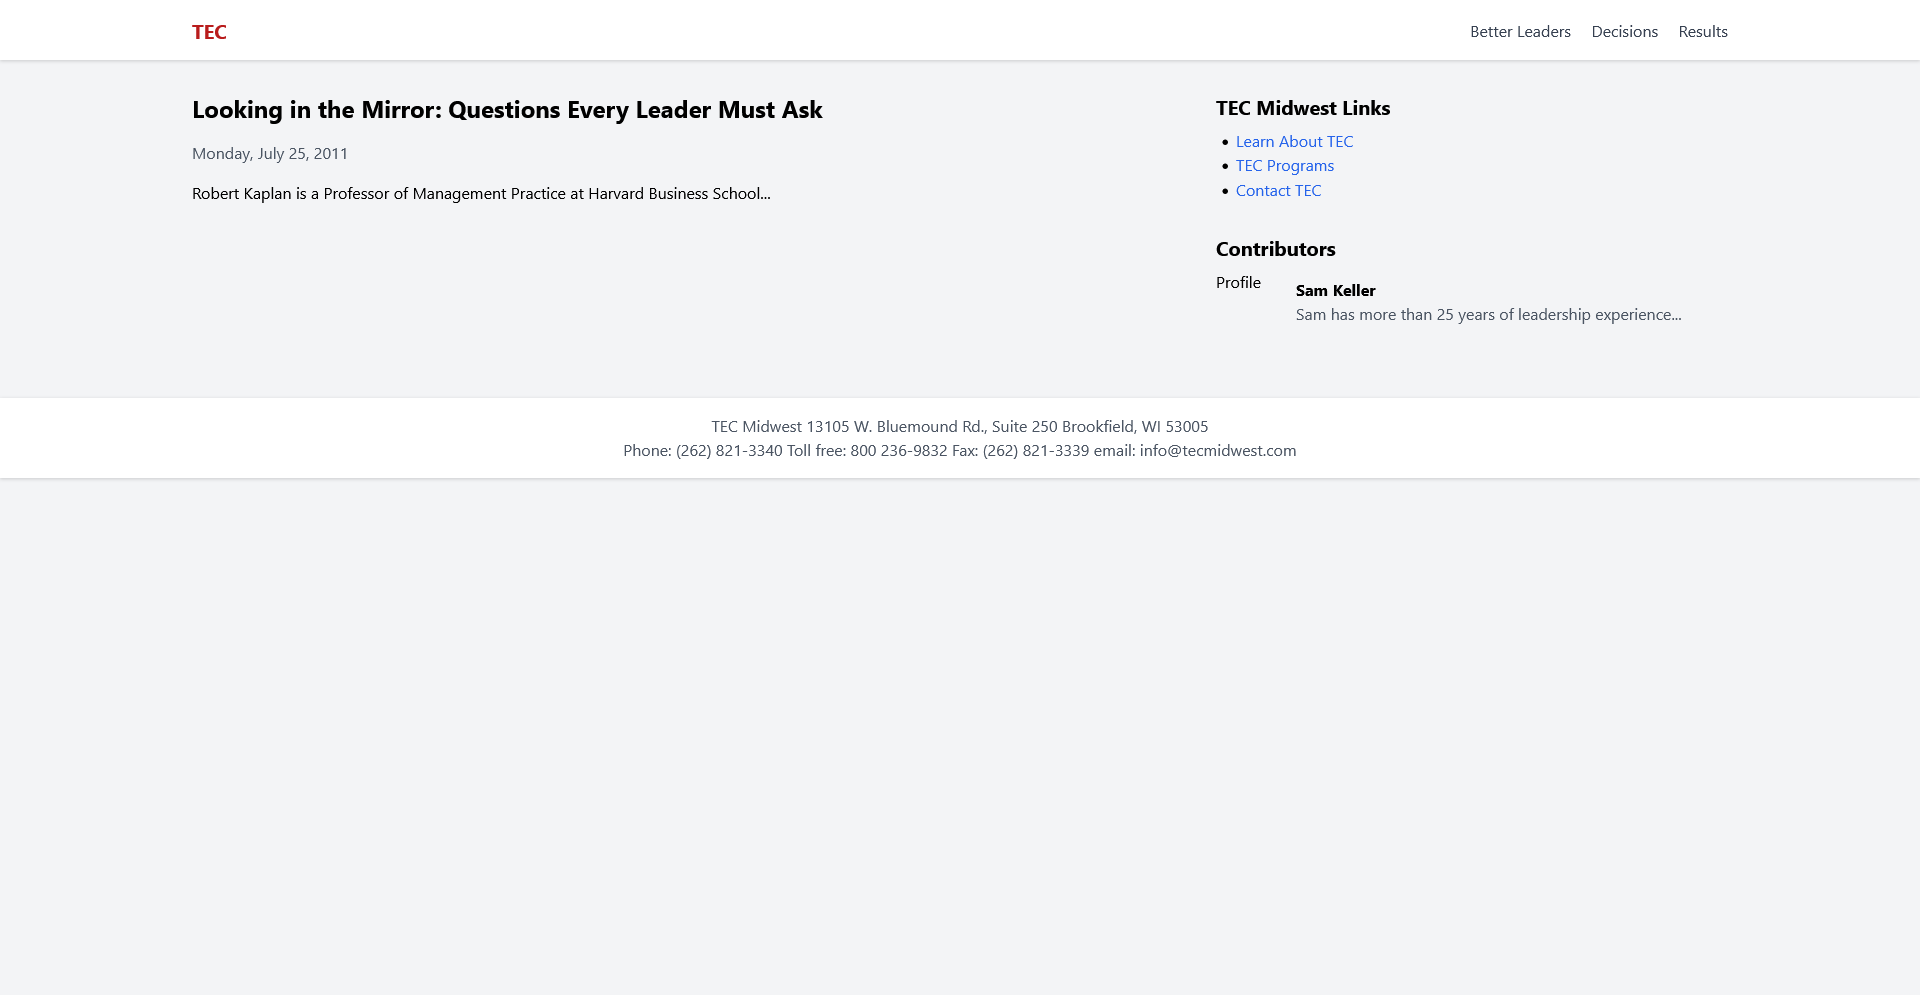 TEC
Better Leaders
Decisions
Results
Looking in the Mirror: Questions Every Leader Must Ask
Monday, July 25, 2011
Robert Kaplan is a Professor of Management Practice at Harvard Business School...
TEC Midwest Links
Learn About TEC
TEC Programs
Contact TEC
Contributors
Profile
Sam Keller
Sam has more than 25 years of leadership experience...
TEC Midwest 13105 W. Bluemound Rd., Suite 250 Brookfield, WI 53005
Phone: (262) 821-3340 Toll free: 800 236-9832 Fax: (262) 821-3339 email: info@tecmidwest.com